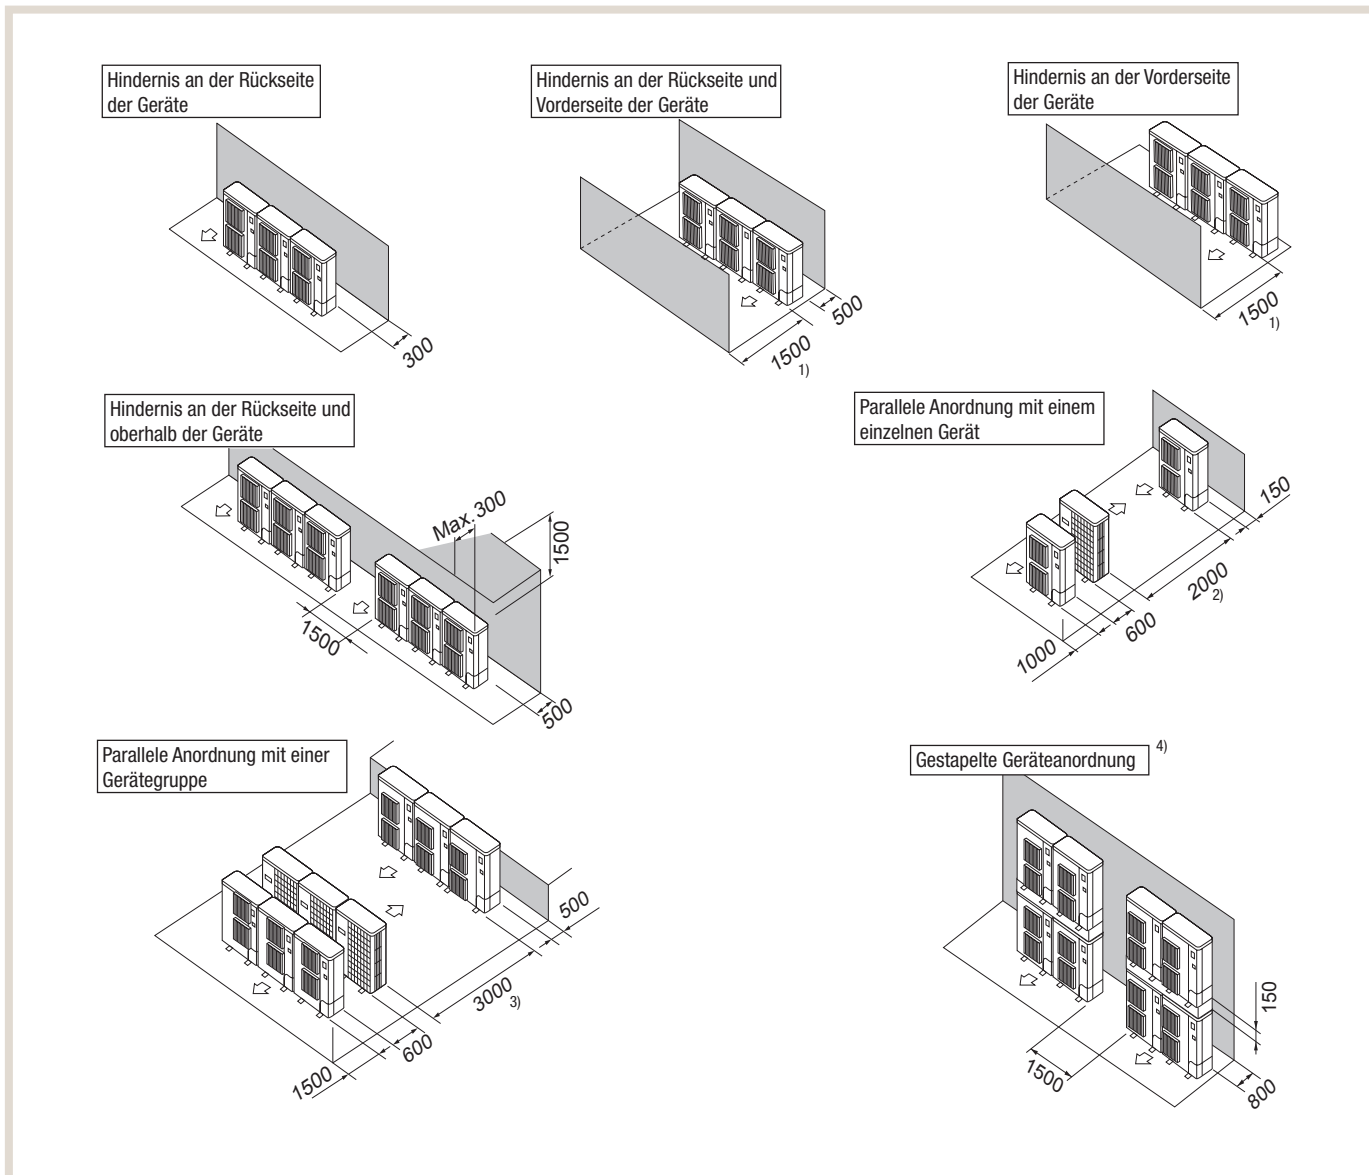 Hindernis an der Rückseite
der Geräte
300
Hindernis an der Rückseite und
Vorderseite der Geräte
500
1500
1)
Hindernis an der Vorderseite
der Geräte
1500
1)
Hindernis an der Rückseite und
oberhalb der Geräte
Max. 300
1500
1500
500
Parallele Anordnung mit einem
einzelnen Gerät
150
2000
2)
600
1000
Parallele Anordnung mit einer
Gerätegruppe
500
3000
3)
600
1500
Gestapelte Geräteanordnung 4)
150
1500
800